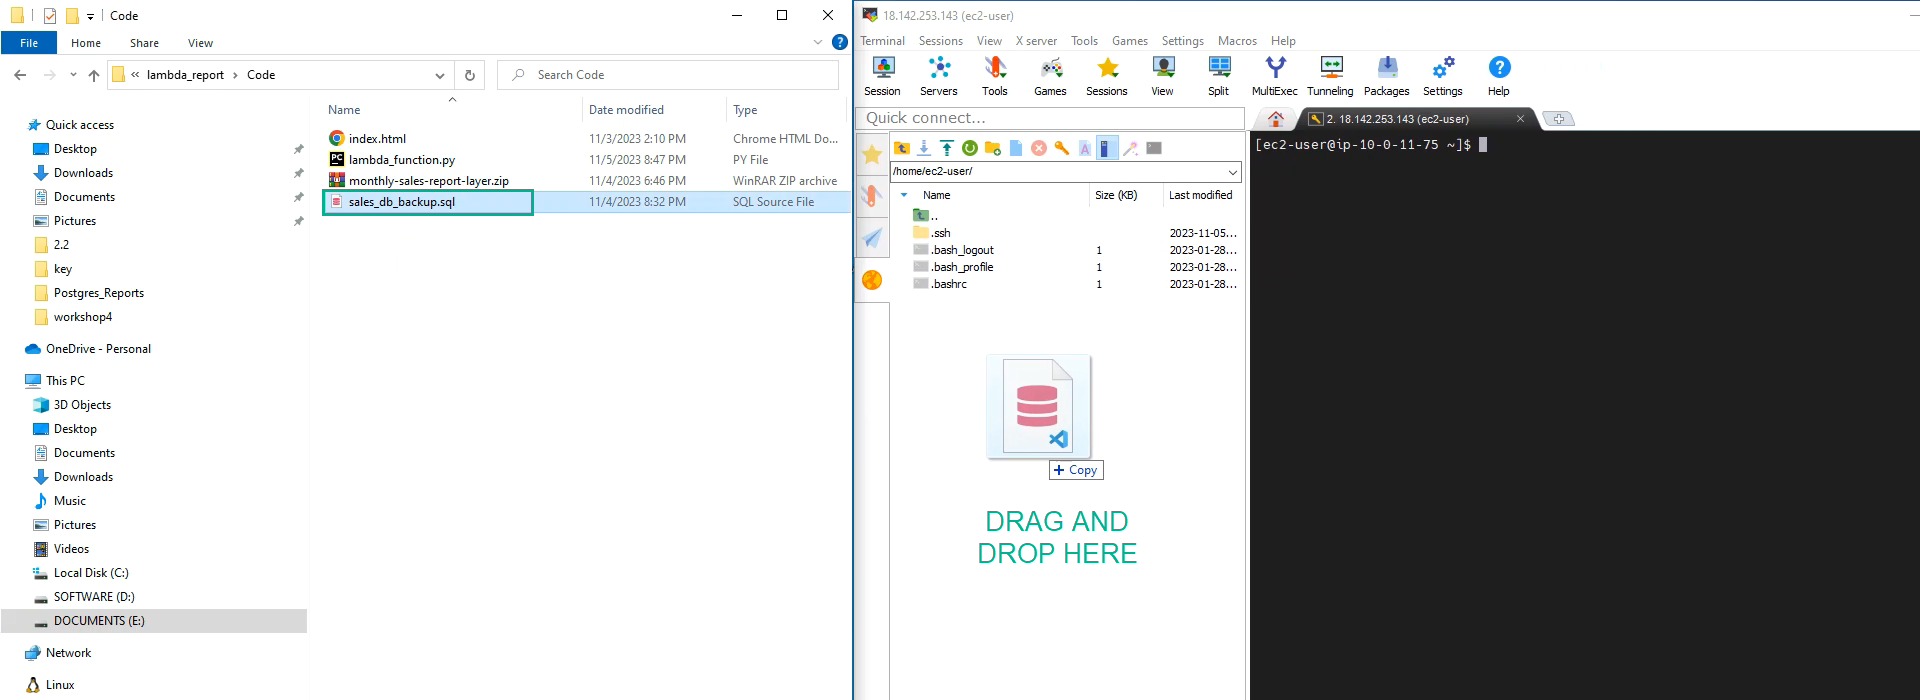 Code
File
Home
Share
View
lambda_report
Code
Search Code
Quick access
Desktop
Downloads
Documents
Pictures
2.2
key
Postgres_Reports
workshop4
OneDrive - Personal
This PC
3D Objects
Desktop
Documents
Downloads
Music
Pictures
Videos
Local Disk (C:)
SOFTWARE (D:)
DOCUMENTS (E:)
Network
Linux
Name Date modified Type
index.html 11/3/2023 2:10 PM Chrome HTML Do...
lambda_function.py 11/5/2023 8:47 PM PY File
monthly-sales-report-layer.zip 11/4/2023 6:46 PM WinRAR ZIP archive
sales_db_backup.sql 11/4/2023 8:32 PM SQL Source File
18.142.253.143 (ec2-user)
Terminal Sessions View X server Tools Games Settings Macros Help
Session Servers Tools Games Sessions View Split MultiExec Tunneling Packages Settings Help
Quick connect...
2. 18.142.253.143 (ec2-user)
/home/ec2-user/
Name Size (KB) Last modified
..
.ssh 2023-11-05...
.bash_logout 1 2023-01-28...
.bash_profile 1 2023-01-28...
.bashrc 1 2023-01-28...
+ Copy
DRAG AND
DROP HERE
[ec2-user@ip-10-0-11-75 ~]$